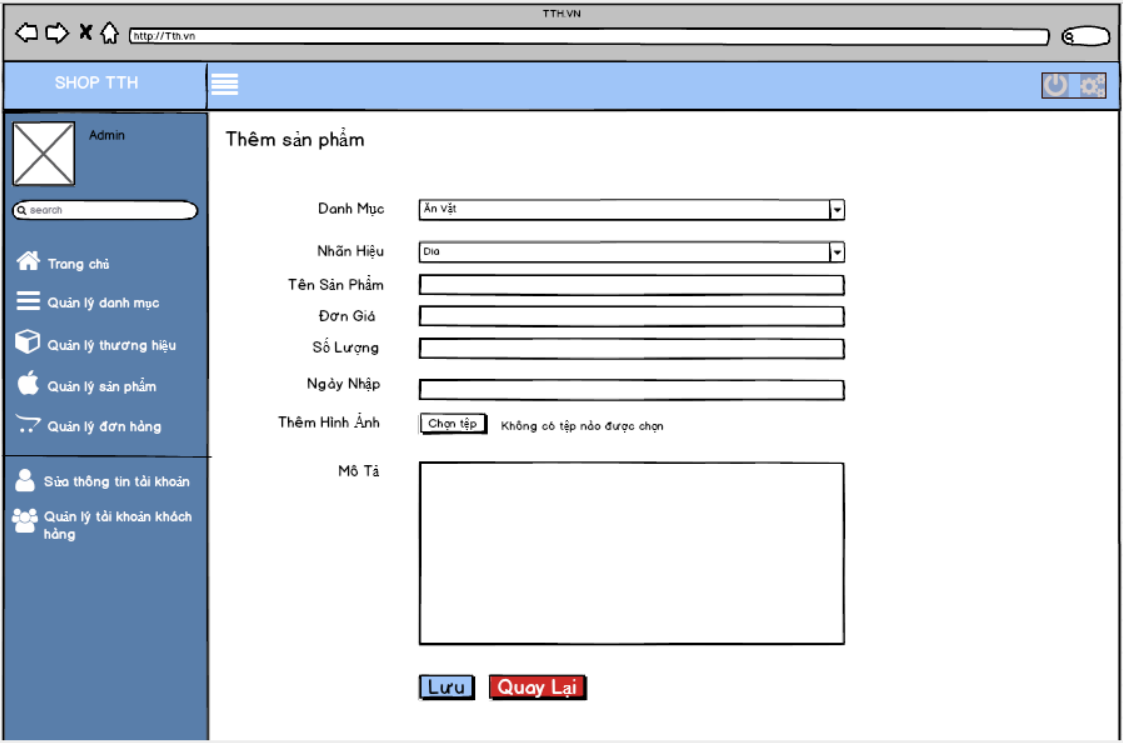 TTH.VN
http://Tth.vn
SHOP TTH
Admin
search
Trang chủ
Quản lý danh mục
Quản lý thương hiệu
Quản lý sản phẩm
Quản lý đơn hàng
Sửa thông tin tài khoản
Quản lý tài khoản khách
hàng
Thêm sản phẩm
Danh Mục
Ăn Vặt
Nhãn Hiệu
Dia
Tên Sản Phẩm
Đơn Giá
Số Lượng
Ngày Nhập
Thêm Hình Ảnh
Chọn tệp Không có tệp nào được chọn
Mô Tả
Lưu Quay Lại